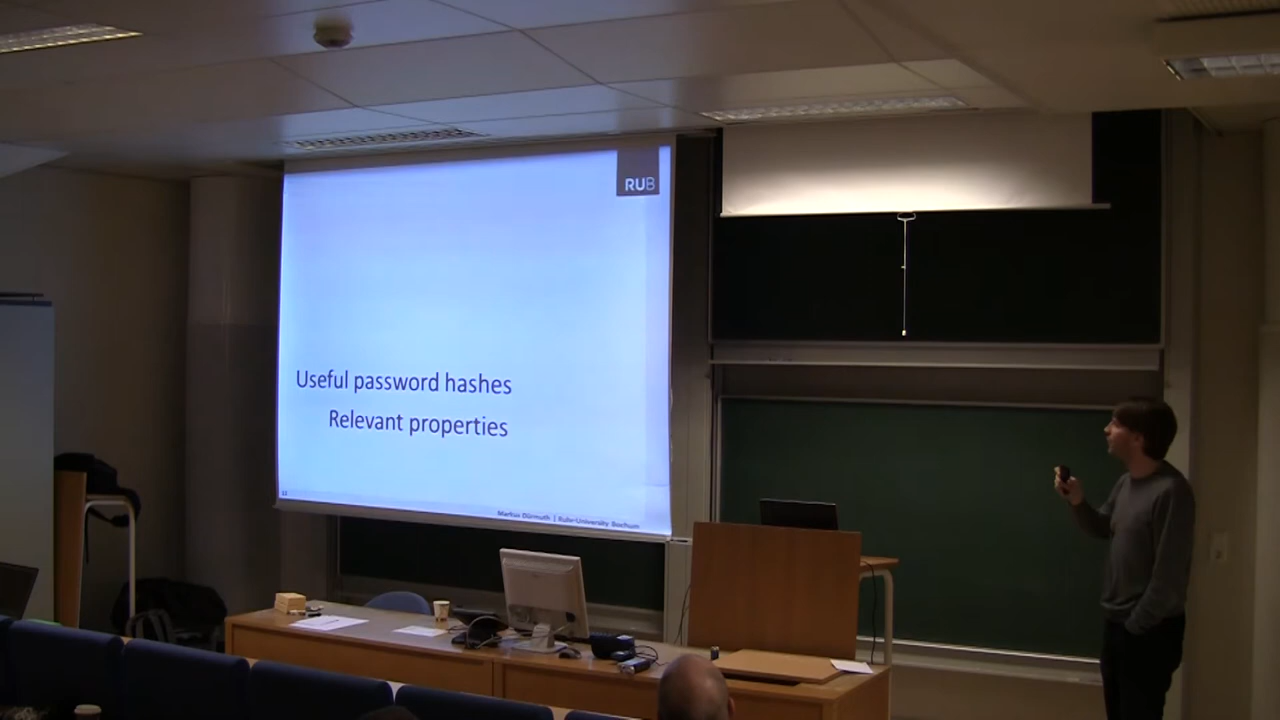 RUB
Useful password hashes
Relevant properties
Markus Dürmuth | Ruhr-University Bochum